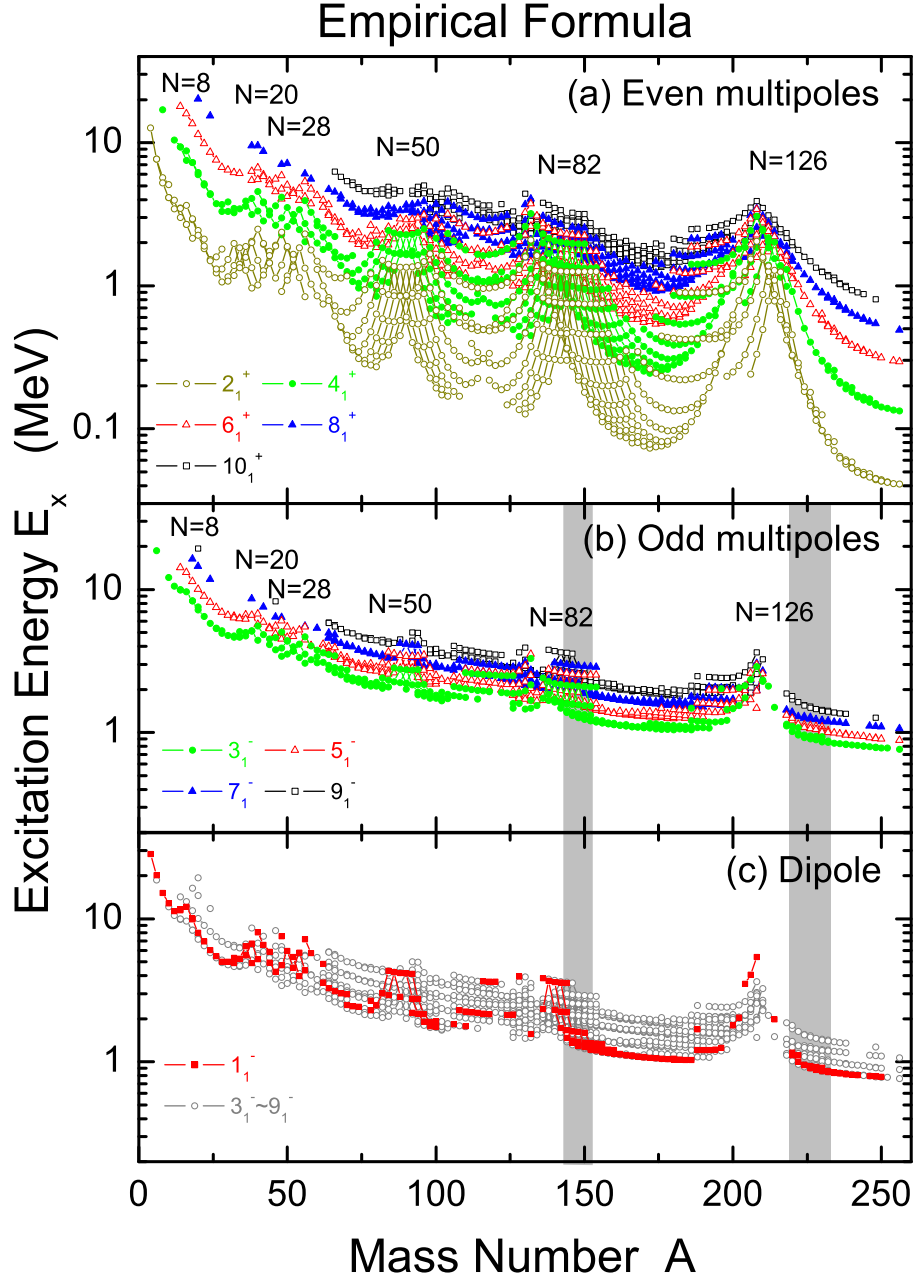 Empirical Formula
(a) Even multipoles
N=8
N=20
N=28
N=50
N=82
N=126
10
1
0.1
2₁⁺ 4₁⁺
6₁⁺ 8₁⁺
10₁⁺
(b) Odd multipoles
N=8
N=20
N=28
N=50
N=82
N=126
10
1
3₁⁻ 5₁⁻
7₁⁻ 9₁⁻
(c) Dipole
10
1
1₁⁻
3₁⁻~9₁⁻
0 50 100 150 200 250
Mass Number A
Excitation Energy Eₓ (MeV)